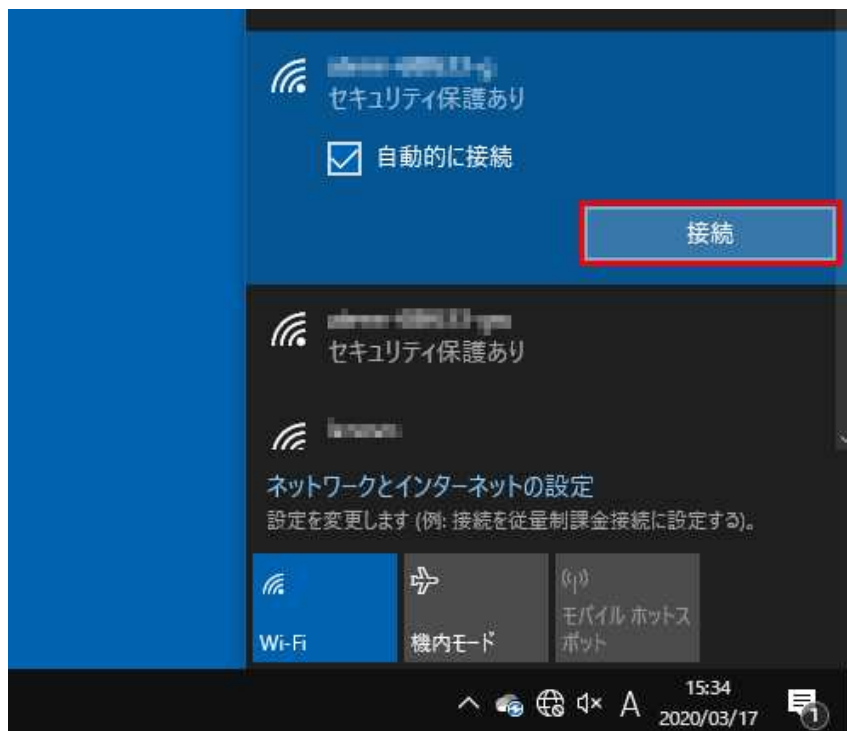 セキュリティ保護あり
自動的に接続
接続
セキュリティ保護あり
ネットワークとインターネットの設定
設定を変更します (例: 接続を従量制課金接続に設定する)。
Wi-Fi
機内モード
モバイル ホットス
ポット
A
15:34
2020/03/17
1